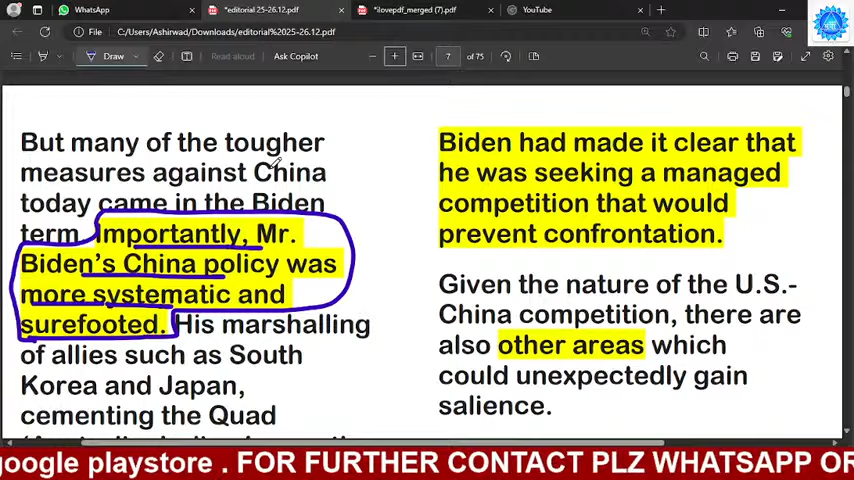 WhatsApp
*editorial 25-26.12.pdf
*ilovepdf_merged (7).pdf
YouTube
File
C:/Users/Ashirwad/Downloads/editorial%2025-26.12.pdf
Draw
Read aloud
Ask Copilot
7
of 75
But many of the tougher
measures against China
today came in the Biden
term. Importantly, Mr.
Biden's China policy was
more systematic and
surefooted. His marshalling
of allies such as South
Korea and Japan,
cementing the Quad
Biden had made it clear that
he was seeking a managed
competition that would
prevent confrontation.
Given the nature of the U.S.-
China competition, there are
also other areas which
could unexpectedly gain
salience.
google playstore . FOR FURTHER CONTACT PLZ WHATSAPP OR